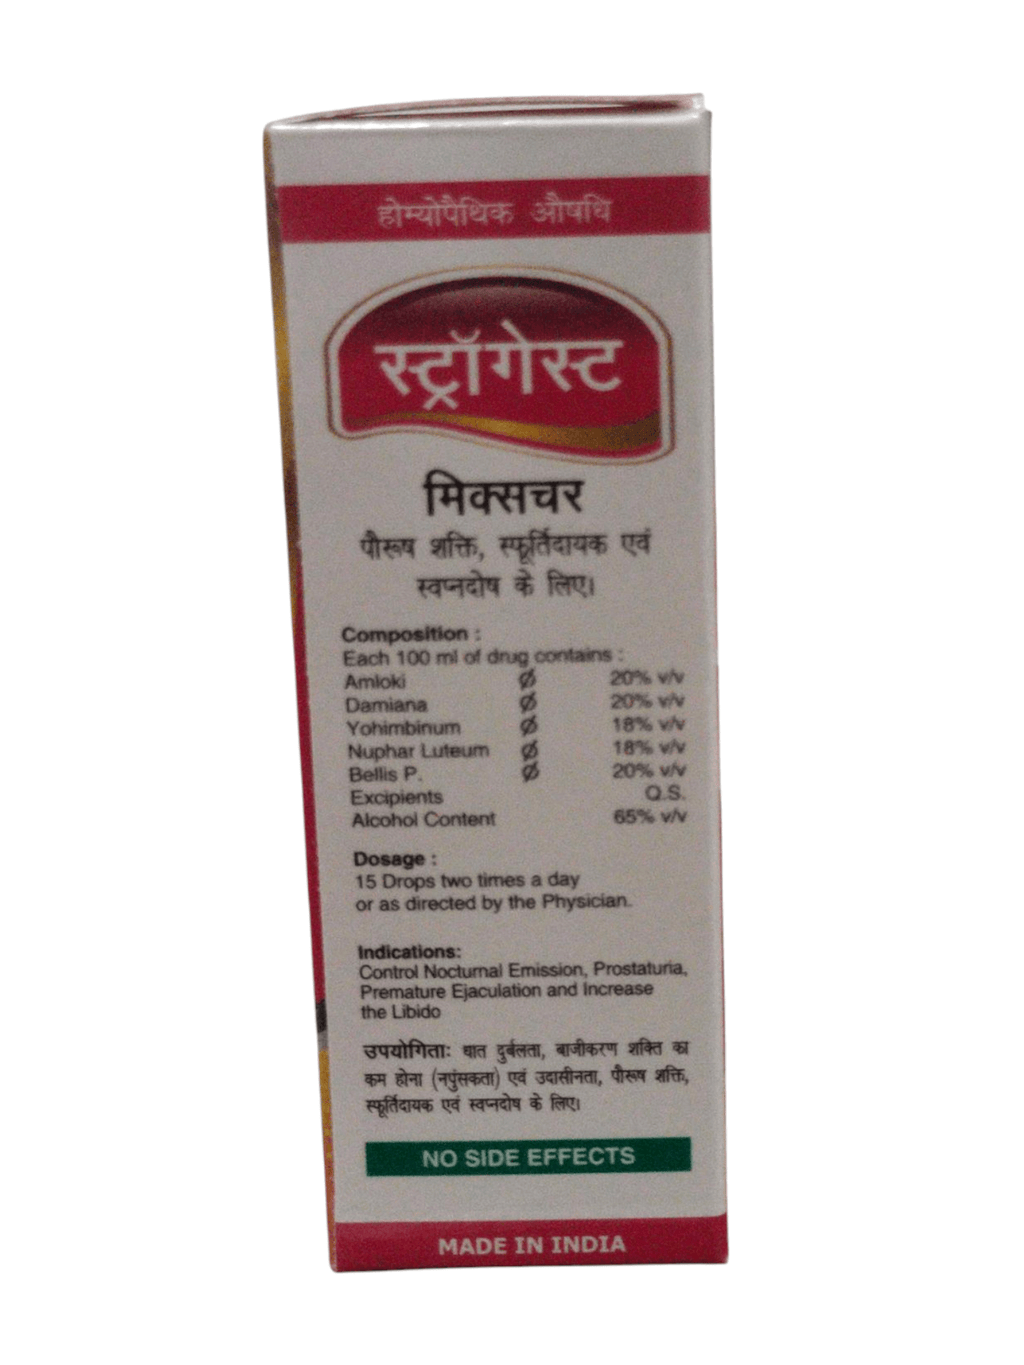 होम्योपैथिक औषधि
स्ट्रॉगेस्ट
मिक्सचर
पौरूष शक्ति, स्फूर्तिदायक एवं
स्वप्नदोष के लिए।
Composition :
Each 100 ml of drug contains :
Amloki Ø 20% v/v
Damiana Ø 20% v/v
Yohimbinum Ø 18% v/v
Nuphar Luteum Ø 18% v/v
Bellis P. Ø 20% v/v
Excipients Q.S.
Alcohol Content 65% v/v
Dosage :
15 Drops two times a day
or as directed by the Physician.
Indications:
Control Nocturnal Emission, Prostaturia,
Premature Ejaculation and Increase
the Libido
उपयोगिताः धात दुर्बलता, बाजीकरण शक्ति का
कम होना (नपुंसकता) एवं उदासीनता, पौरूष शक्ति,
स्फूर्तिदायक एवं स्वप्नदोष के लिए।
NO SIDE EFFECTS
MADE IN INDIA